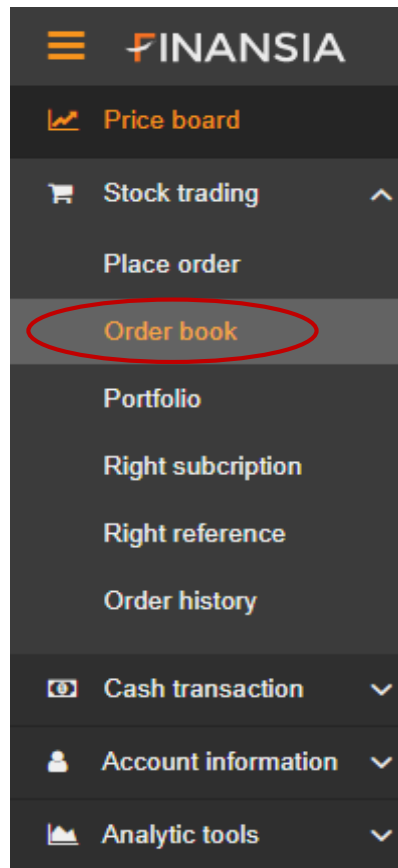 FINANSIA
Price board
Stock trading
Place order
Order book
Portfolio
Right subcription
Right reference
Order history
Cash transaction
Account information
Analytic tools